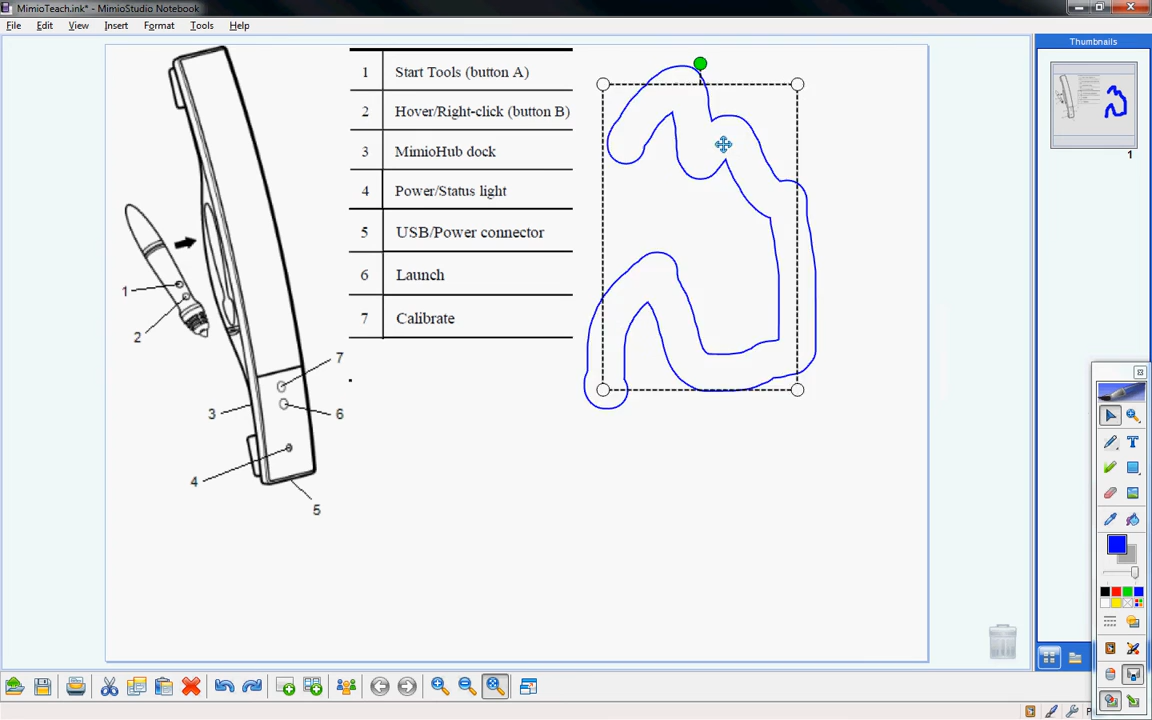 MimioTeach.ink* - MimioStudio Notebook
File Edit View Insert Format Tools Help
Thumbnails
1
1 Start Tools (button A)
2 Hover/Right-click (button B)
3 MimioHub dock
4 Power/Status light
5 USB/Power connector
6 Launch
7 Calibrate
1
2
7
3
6
4
5